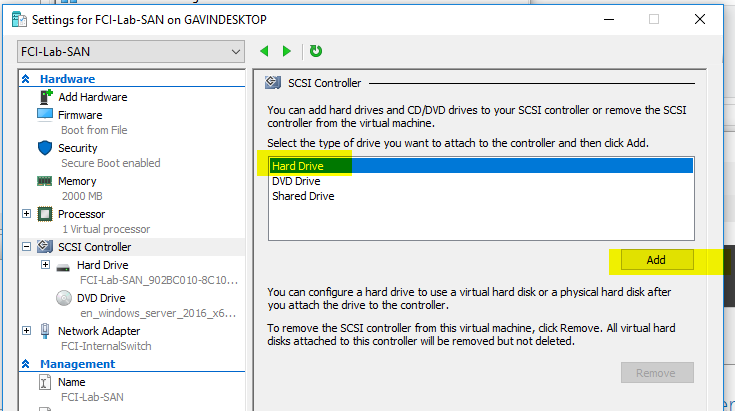 Settings for FCI-Lab-SAN on GAVINDESKTOP
FCI-Lab-SAN
Hardware
Add Hardware
Firmware
Boot from File
Security
Secure Boot enabled
Memory
2000 MB
Processor
1 Virtual processor
SCSI Controller
Hard Drive
FCI-Lab-SAN_902BC010-8C10...
DVD Drive
en_windows_server_2016_x6...
Network Adapter
FCI-InternalSwitch
Management
Name
FCI-Lab-SAN
SCSI Controller
You can add hard drives and CD/DVD drives to your SCSI controller or remove the SCSI
controller from the virtual machine.
Select the type of drive you want to attach to the controller and then click Add.
Hard Drive
DVD Drive
Shared Drive
Add
You can configure a hard drive to use a virtual hard disk or a physical hard disk after
you attach the drive to the controller.
To remove the SCSI controller from this virtual machine, click Remove. All virtual hard
disks attached to this controller will be removed but not deleted.
Remove